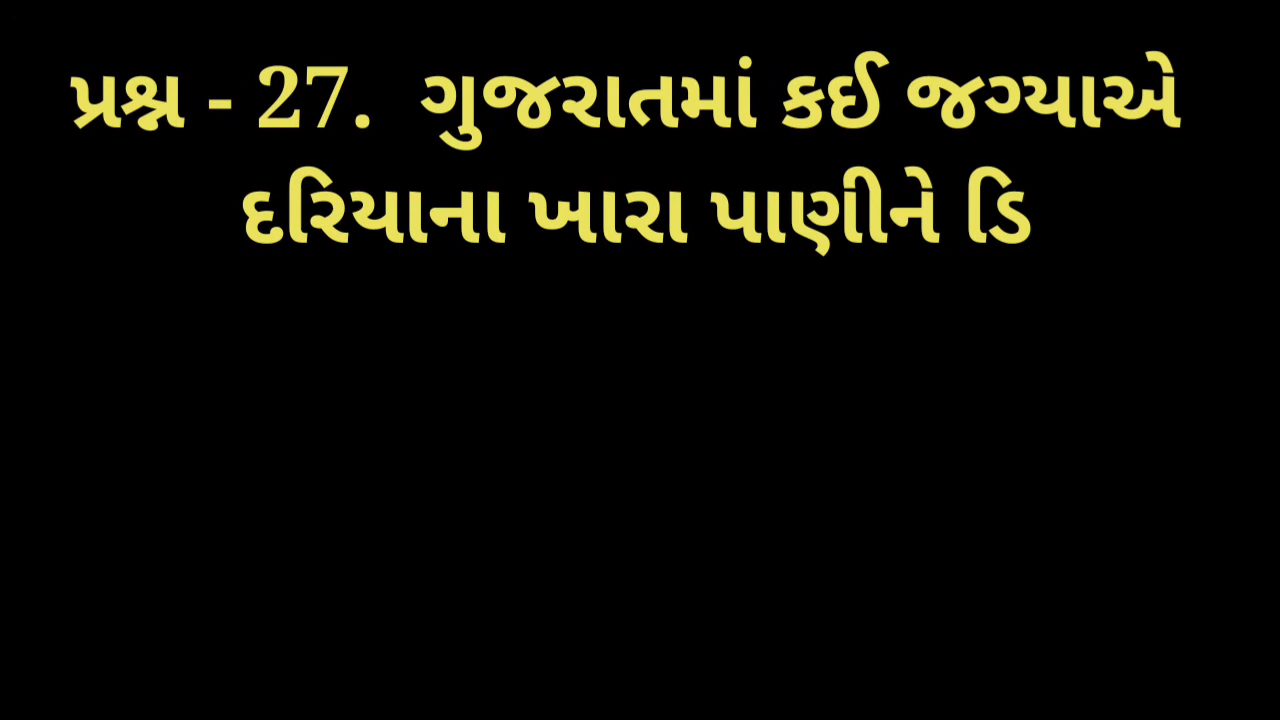 પ્રશ્ન - 27. ગુજરાતમાં કઈ જગ્યાએ
દરિયાના ખારા પાણીને ડિ